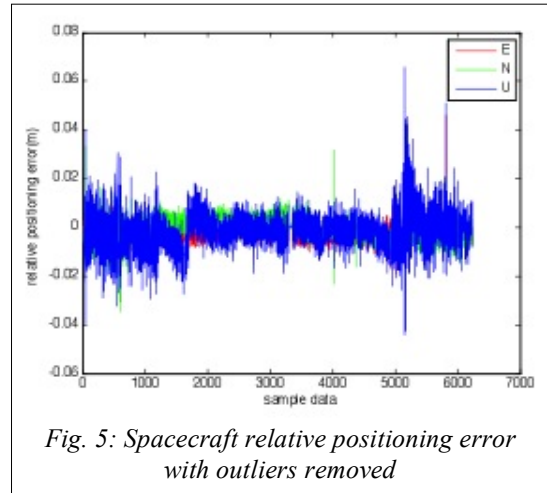 0.08
0.06
0.04
0.02
0
-0.02
-0.04
-0.06
relative positioning error(m)
E
N
U
0 1000 2000 3000 4000 5000 6000 7000
sample data
Fig. 5: Spacecraft relative positioning error
with outliers removed